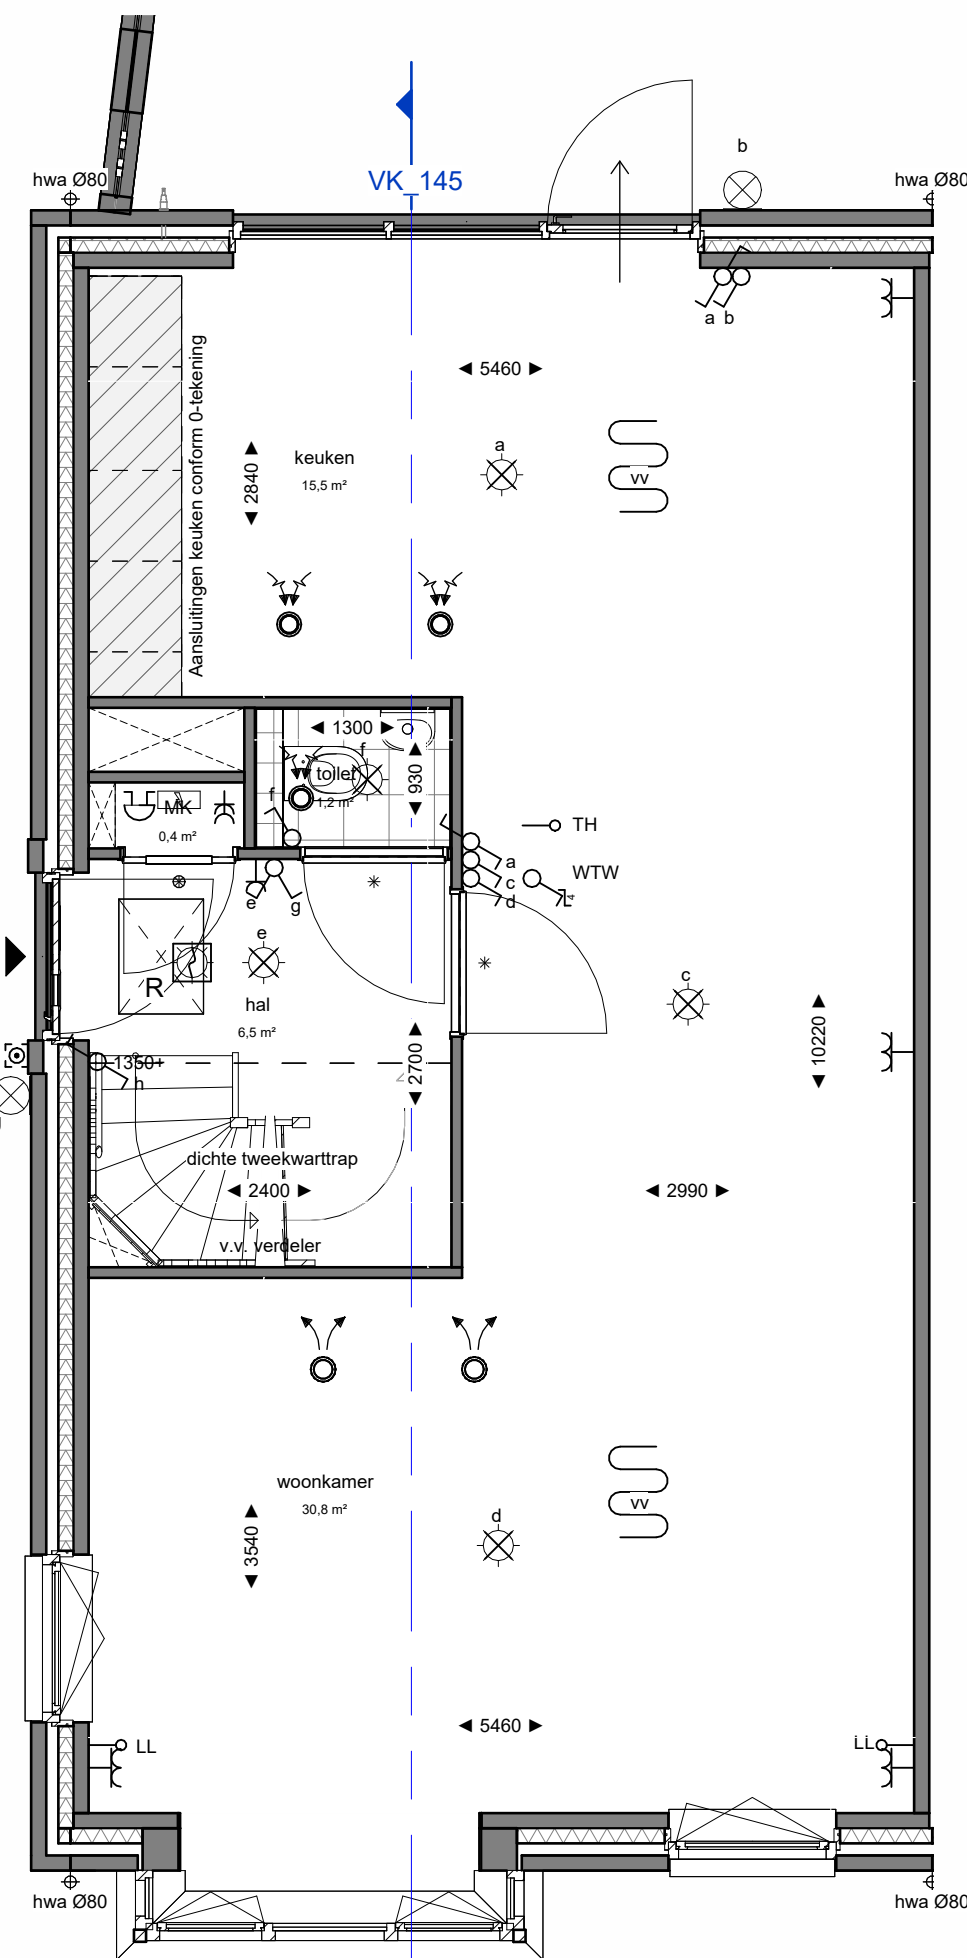 b
hwa Ø80
VK_145
hwa Ø80
a b
5460
Aansluitingen keuken conform 0-tekening
a
keuken
2840
15,5 m²
vv
1300
f
toilet
930
1,2 m²
f
MK
0,4 m²
TH
a
WTW
c
d
4
e
g
e
c
R
hal
6,5 m²
2700
10220
1350+
h
dichte tweekwarttrap
2400
2990
v.v. verdeler
woonkamer
30,8 m²
vv
d
3540
5460
LL
LL
hwa Ø80
hwa Ø80